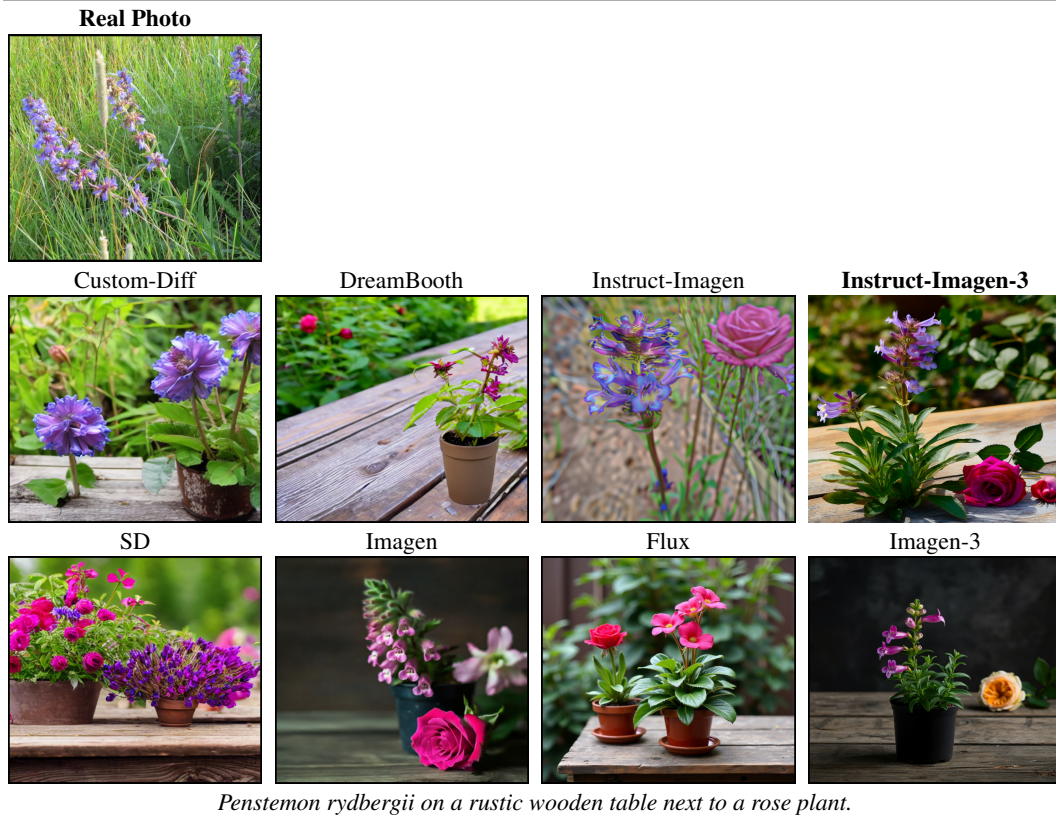 Real Photo
Custom-Diff DreamBooth Instruct-Imagen Instruct-Imagen-3
SD Imagen Flux Imagen-3
Penstemon rydbergii on a rustic wooden table next to a rose plant.